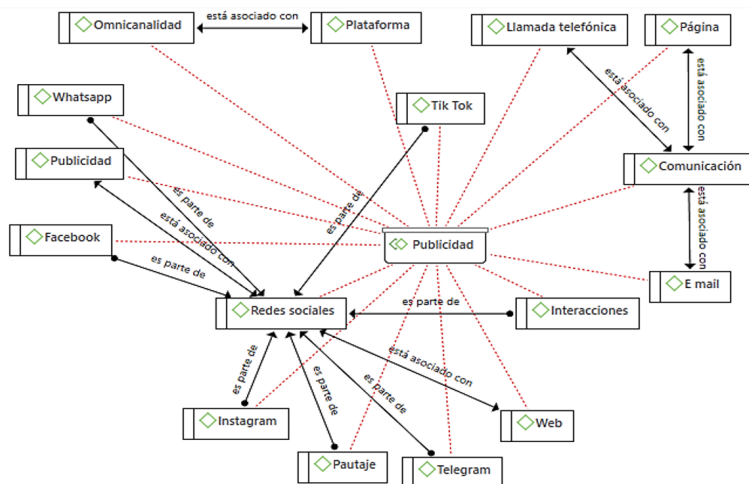 está asociado con
Omnicanalidad
Plataforma
Llamada telefónica
Página
está asociado con
está asociado con
Whatsapp
Tik Tok
Publicidad
Comunicación
es parte de
está asociado con
es parte de
está asociado con
Facebook
Publicidad
es parte de
E mail
Redes sociales
es parte de
Interacciones
está asociado con
es parte de
es parte de
es parte de
Instagram
Web
Pautaje
Telegram